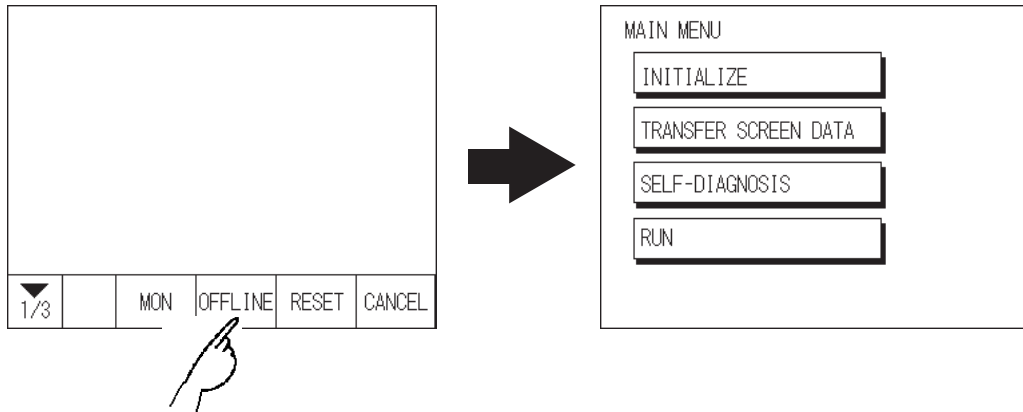 1/3 MON OFFLINE RESET CANCEL
MAIN MENU
INITIALIZE
TRANSFER SCREEN DATA
SELF-DIAGNOSIS
RUN